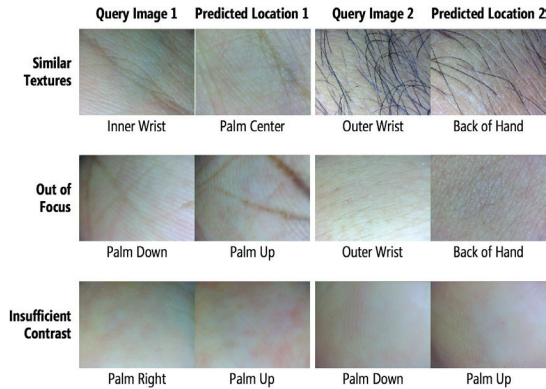 Query Image 1 Predicted Location 1 Query Image 2 Predicted Location 2
Similar
Textures
Inner Wrist Palm Center Outer Wrist Back of Hand
Out of
Focus
Palm Down Palm Up Outer Wrist Back of Hand
Insufficient
Contrast
Palm Right Palm Up Palm Down Palm Up